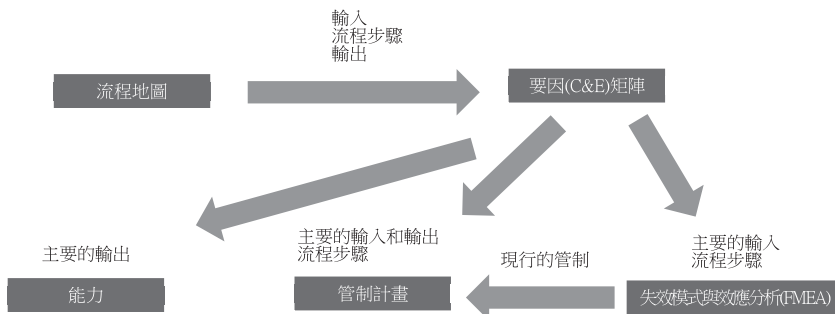 輸入
流程步驟
輸出
流程地圖
要因(C&E)矩陣
主要的輸出
主要的輸入和輸出
流程步驟
現行的管制
主要的輸入
流程步驟
能力
管制計畫
失效模式與效應分析(FMEA)